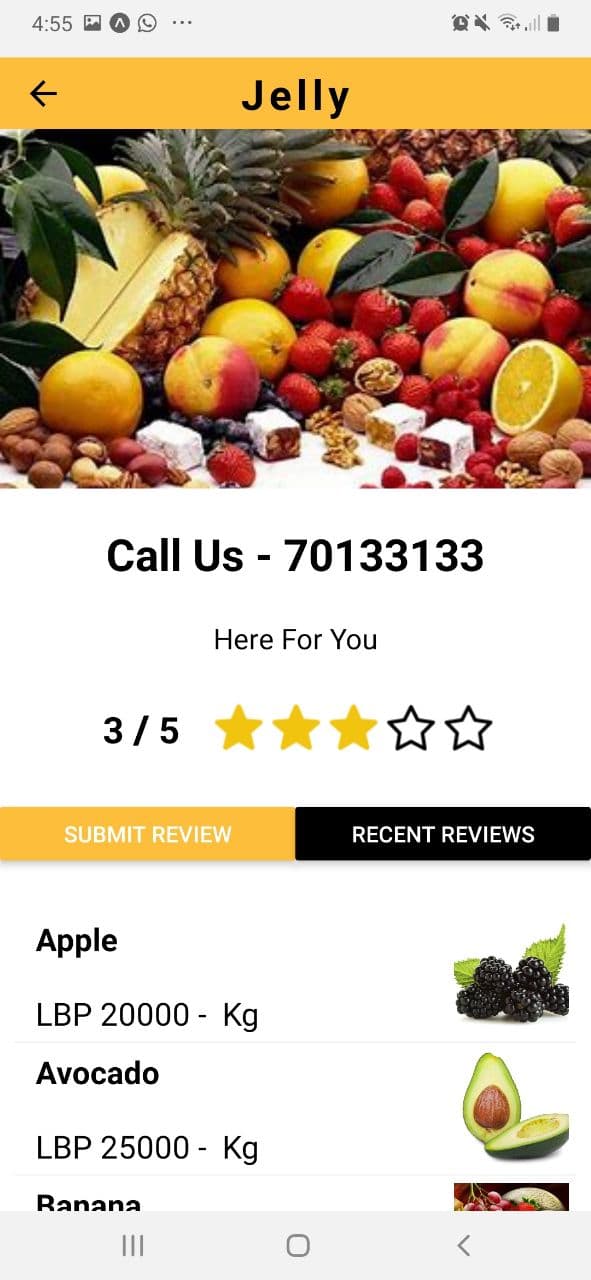 4:55
Jelly
Call Us - 70133133
Here For You
3 / 5
SUBMIT REVIEW
RECENT REVIEWS
Apple
LBP 20000 - Kg
Avocado
LBP 25000 - Kg
Banana